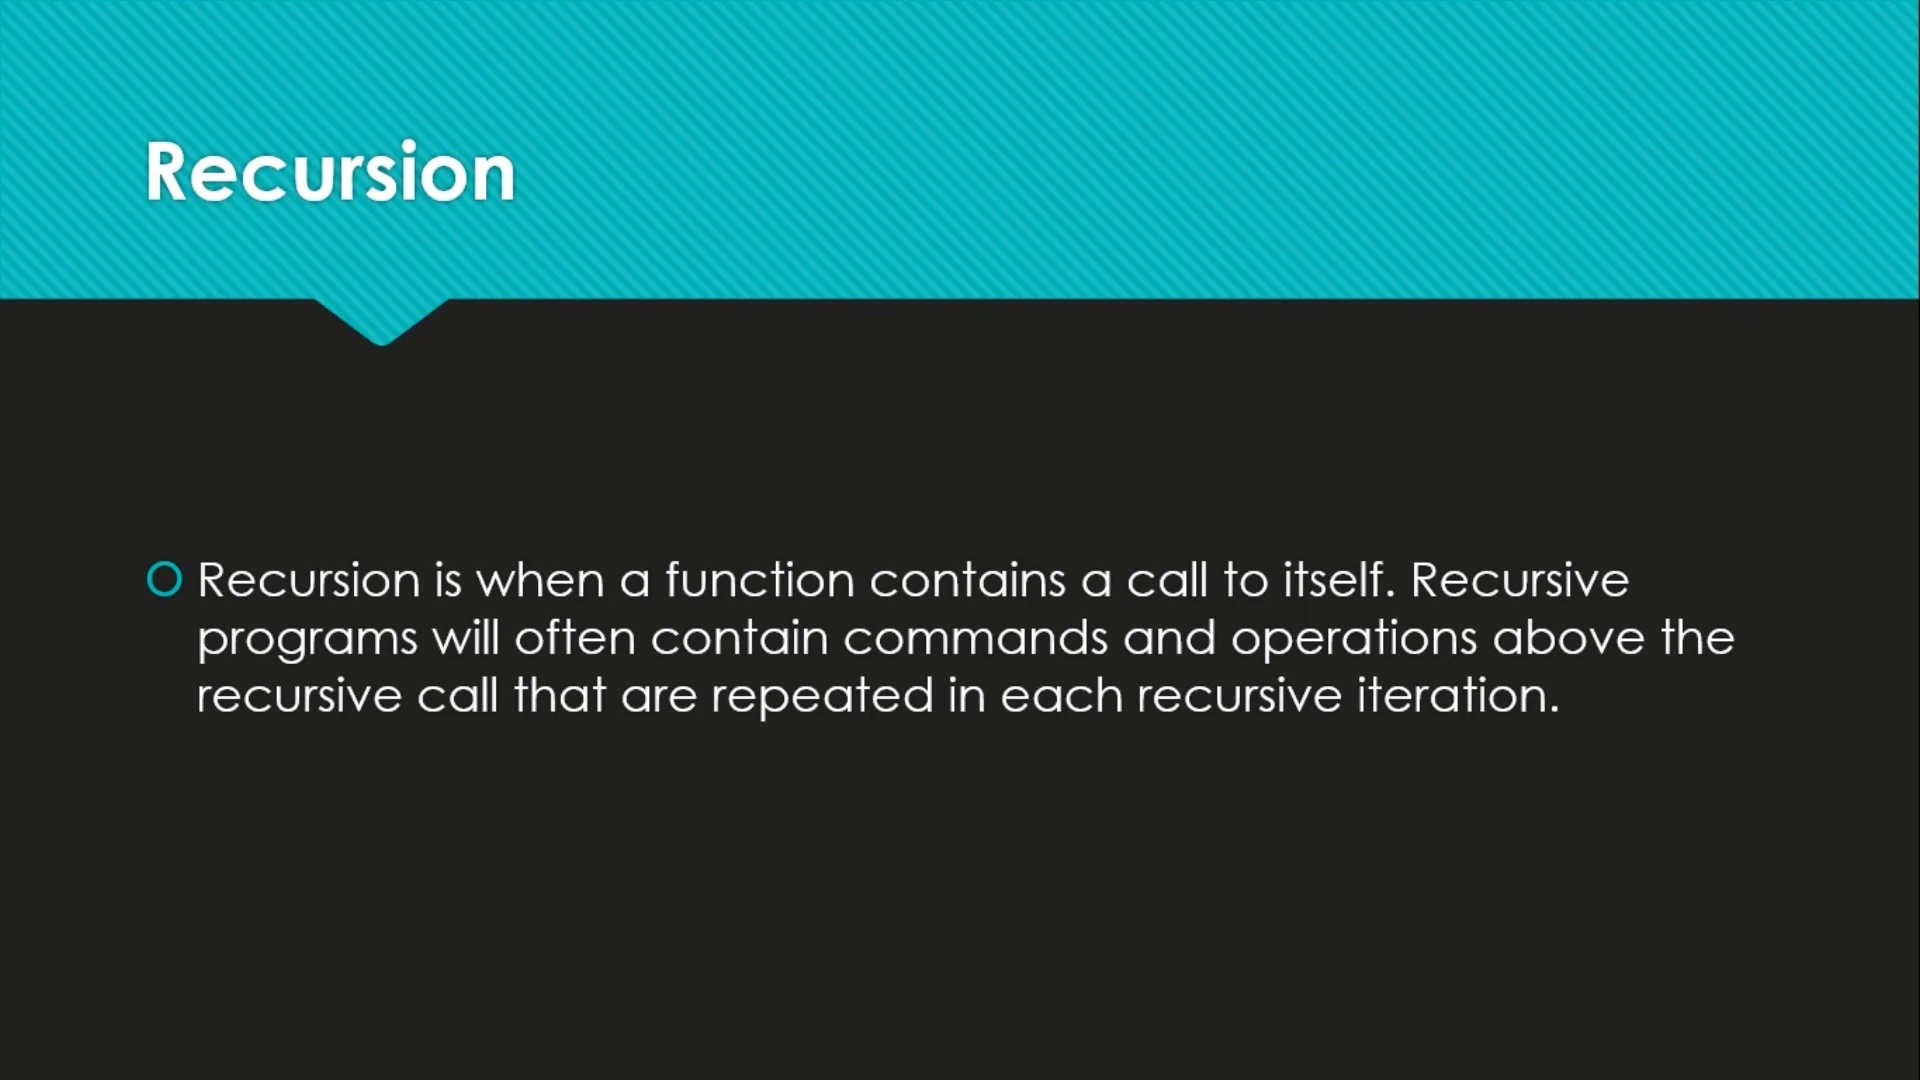 Recursion
Recursion is when a function contains a call to itself. Recursive
programs will often contain commands and operations above the
recursive call that are repeated in each recursive iteration.